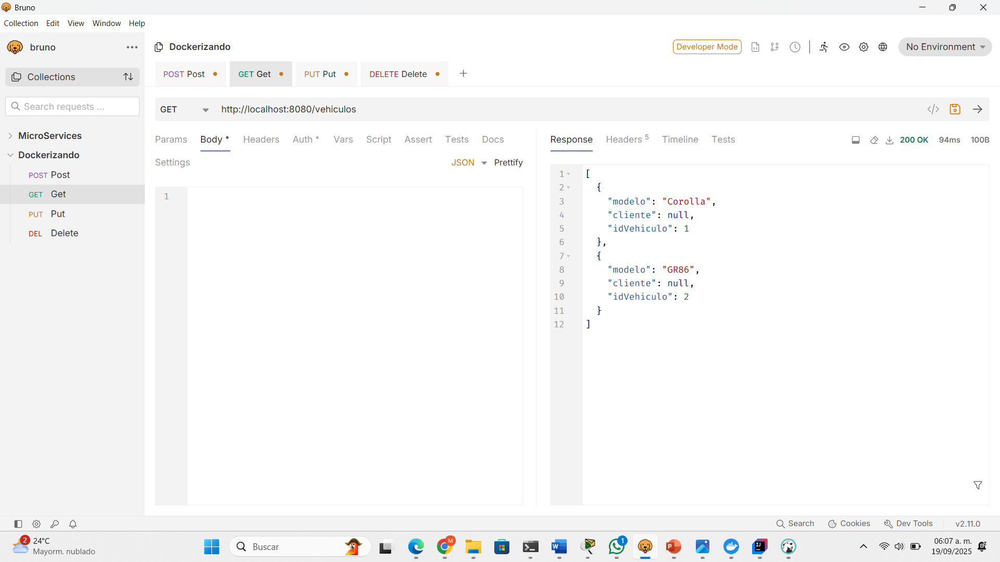 Bruno
Collection Edit View Window Help
bruno
Dockerizando
Developer Mode
No Environment
Collections
POST Post
GET Get
PUT Put
DELETE Delete
Search requests ...
GET http://localhost:8080/vehiculos
MicroServices
Dockerizando
POST Post
GET Get
PUT Put
DEL Delete
Params Body Headers Auth Vars Script Assert Tests Docs
Settings
JSON Prettify
1
Response Headers 5 Timeline Tests
200 OK 94ms 100B
1 [
2 {
3 "modelo": "Corolla",
4 "cliente": null,
5 "idVehiculo": 1
6 },
7 {
8 "modelo": "GR86",
9 "cliente": null,
10 "idVehiculo": 2
11 }
12 ]
Search Cookies Dev Tools v2.11.0
2
24°C
Mayorm. nublado
Buscar
M
1
06:07 a. m.
19/09/2025